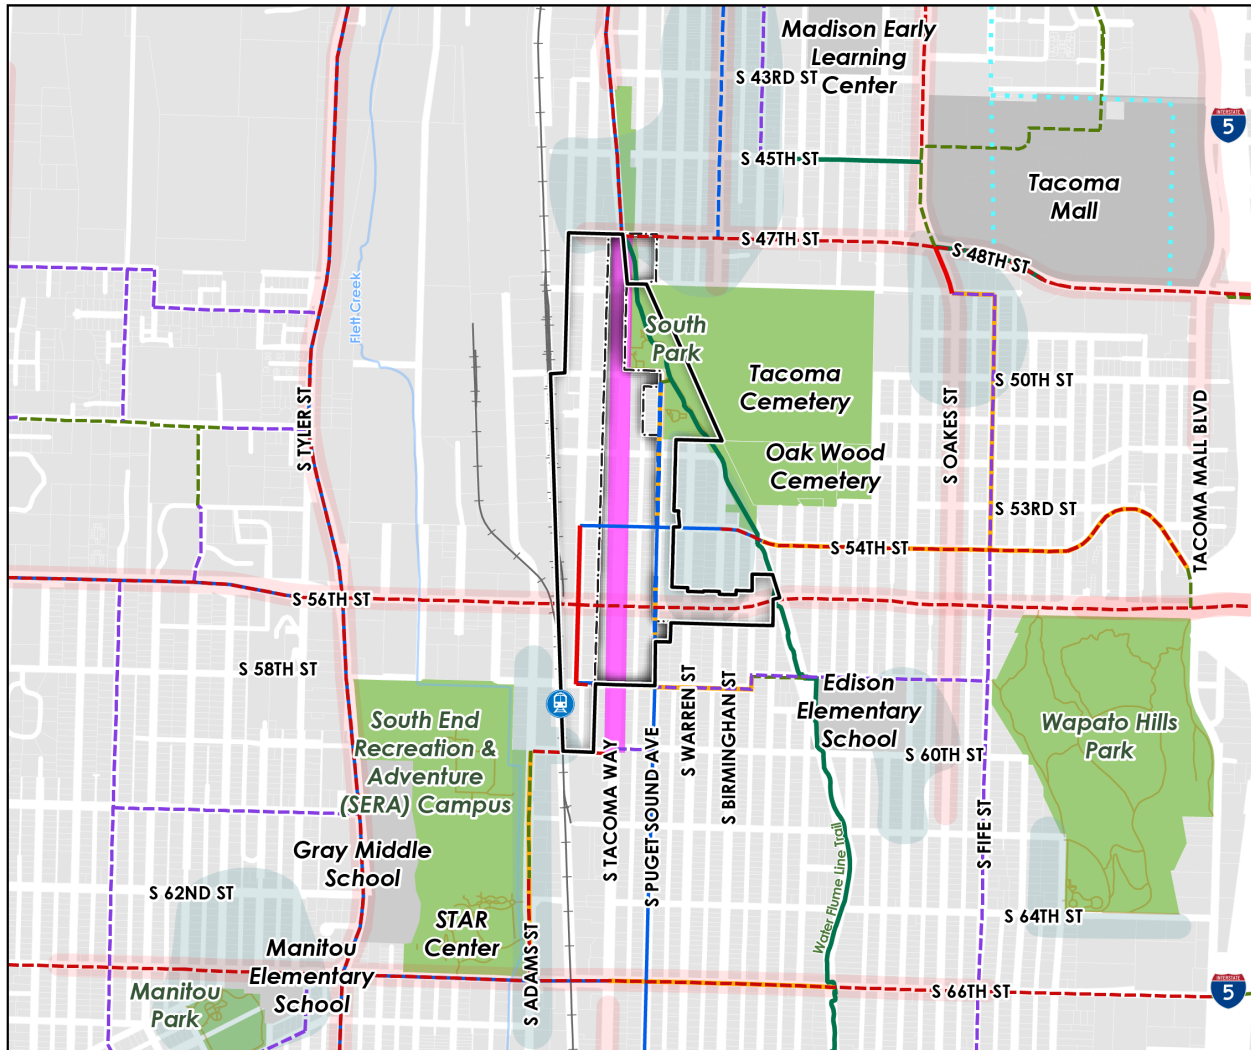 Madison Early
Learning
Center
S 43RD ST
INTERSTATE
5
S 45TH ST
Tacoma
Mall
S 47TH ST
S 48TH ST
Flett Creek
South
Park
Tacoma
Cemetery
S 50TH ST
S TYLER ST
S OAKES ST
TACOMA MALL BLVD
Oak Wood
Cemetery
S 53RD ST
S 54TH ST
S 56TH ST
S 58TH ST
S WARREN ST
S BIRMINGHAN ST
Edison
Elementary
School
South End
Recreation &
Adventure
(SERA) Campus
Wapato Hills
Park
S 60TH ST
S TACOMA WAY
S PUGET SOUND AVE
S FIFE ST
Gray Middle
School
Water Flume Line Trail
S 62ND ST
S 64TH ST
STAR
Center
S ADAMS ST
Manitou
Elementary
School
Manitou
Park
S 66TH ST
INTERSTATE
5